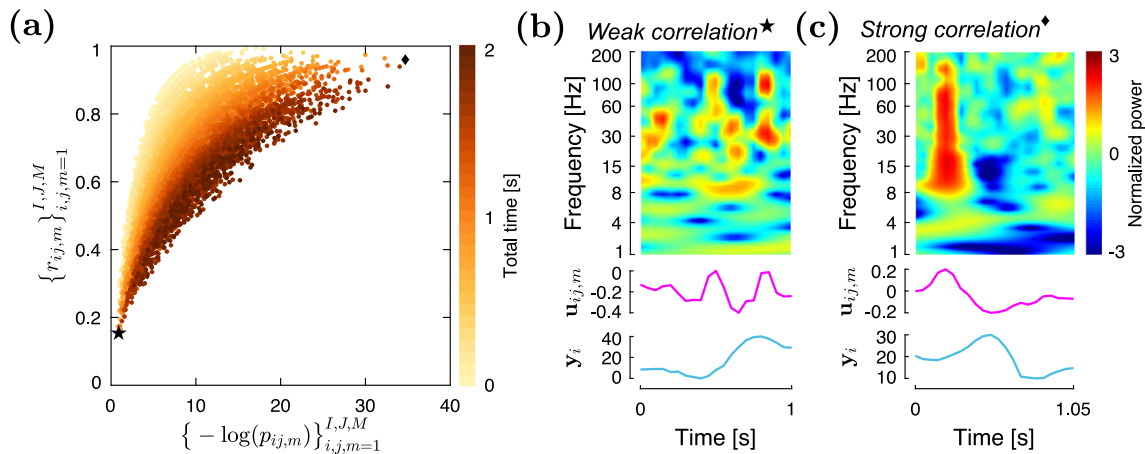 (a)
{r_{ij,m}}^{I,J,M}_{i,j,m=1}
1
0.8
0.6
0.4
0.2
0
0 10 20 30 40
{ − log(p_{ij,m})}^{I,J,M}_{i,j,m=1}
2
1
0
Total time [s]
(b) Weak correlation★
Frequency [Hz]
200
100
60
30
15
8
4
1
u_{ij,m}
0
-0.2
-0.4
y_i
40
20
0
0 1
Time [s]
(c) Strong correlation♦
Frequency [Hz]
200
100
60
30
15
8
4
1
3
0
-3
Normalized power
u_{ij,m}
0.2
0
-0.2
y_i
30
20
10
0 1.05
Time [s]